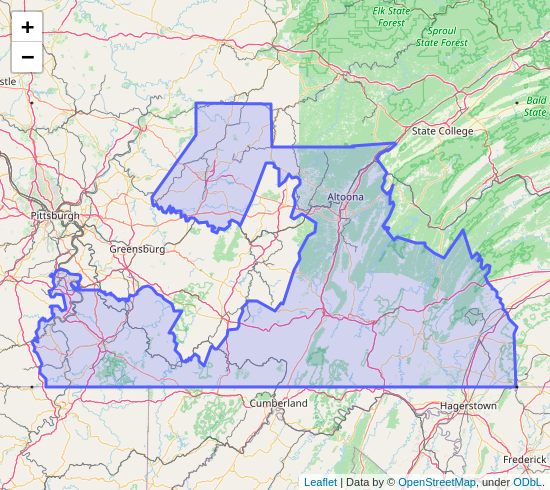 +
−
Elk State
Forest
Sproul
State Forest
stle
Bald
State
State College
Altoona
Pittsburgh
Greensburg
Cumberland
Hagerstown
Frederick
Leaflet | Data by © OpenStreetMap, under ODbL.